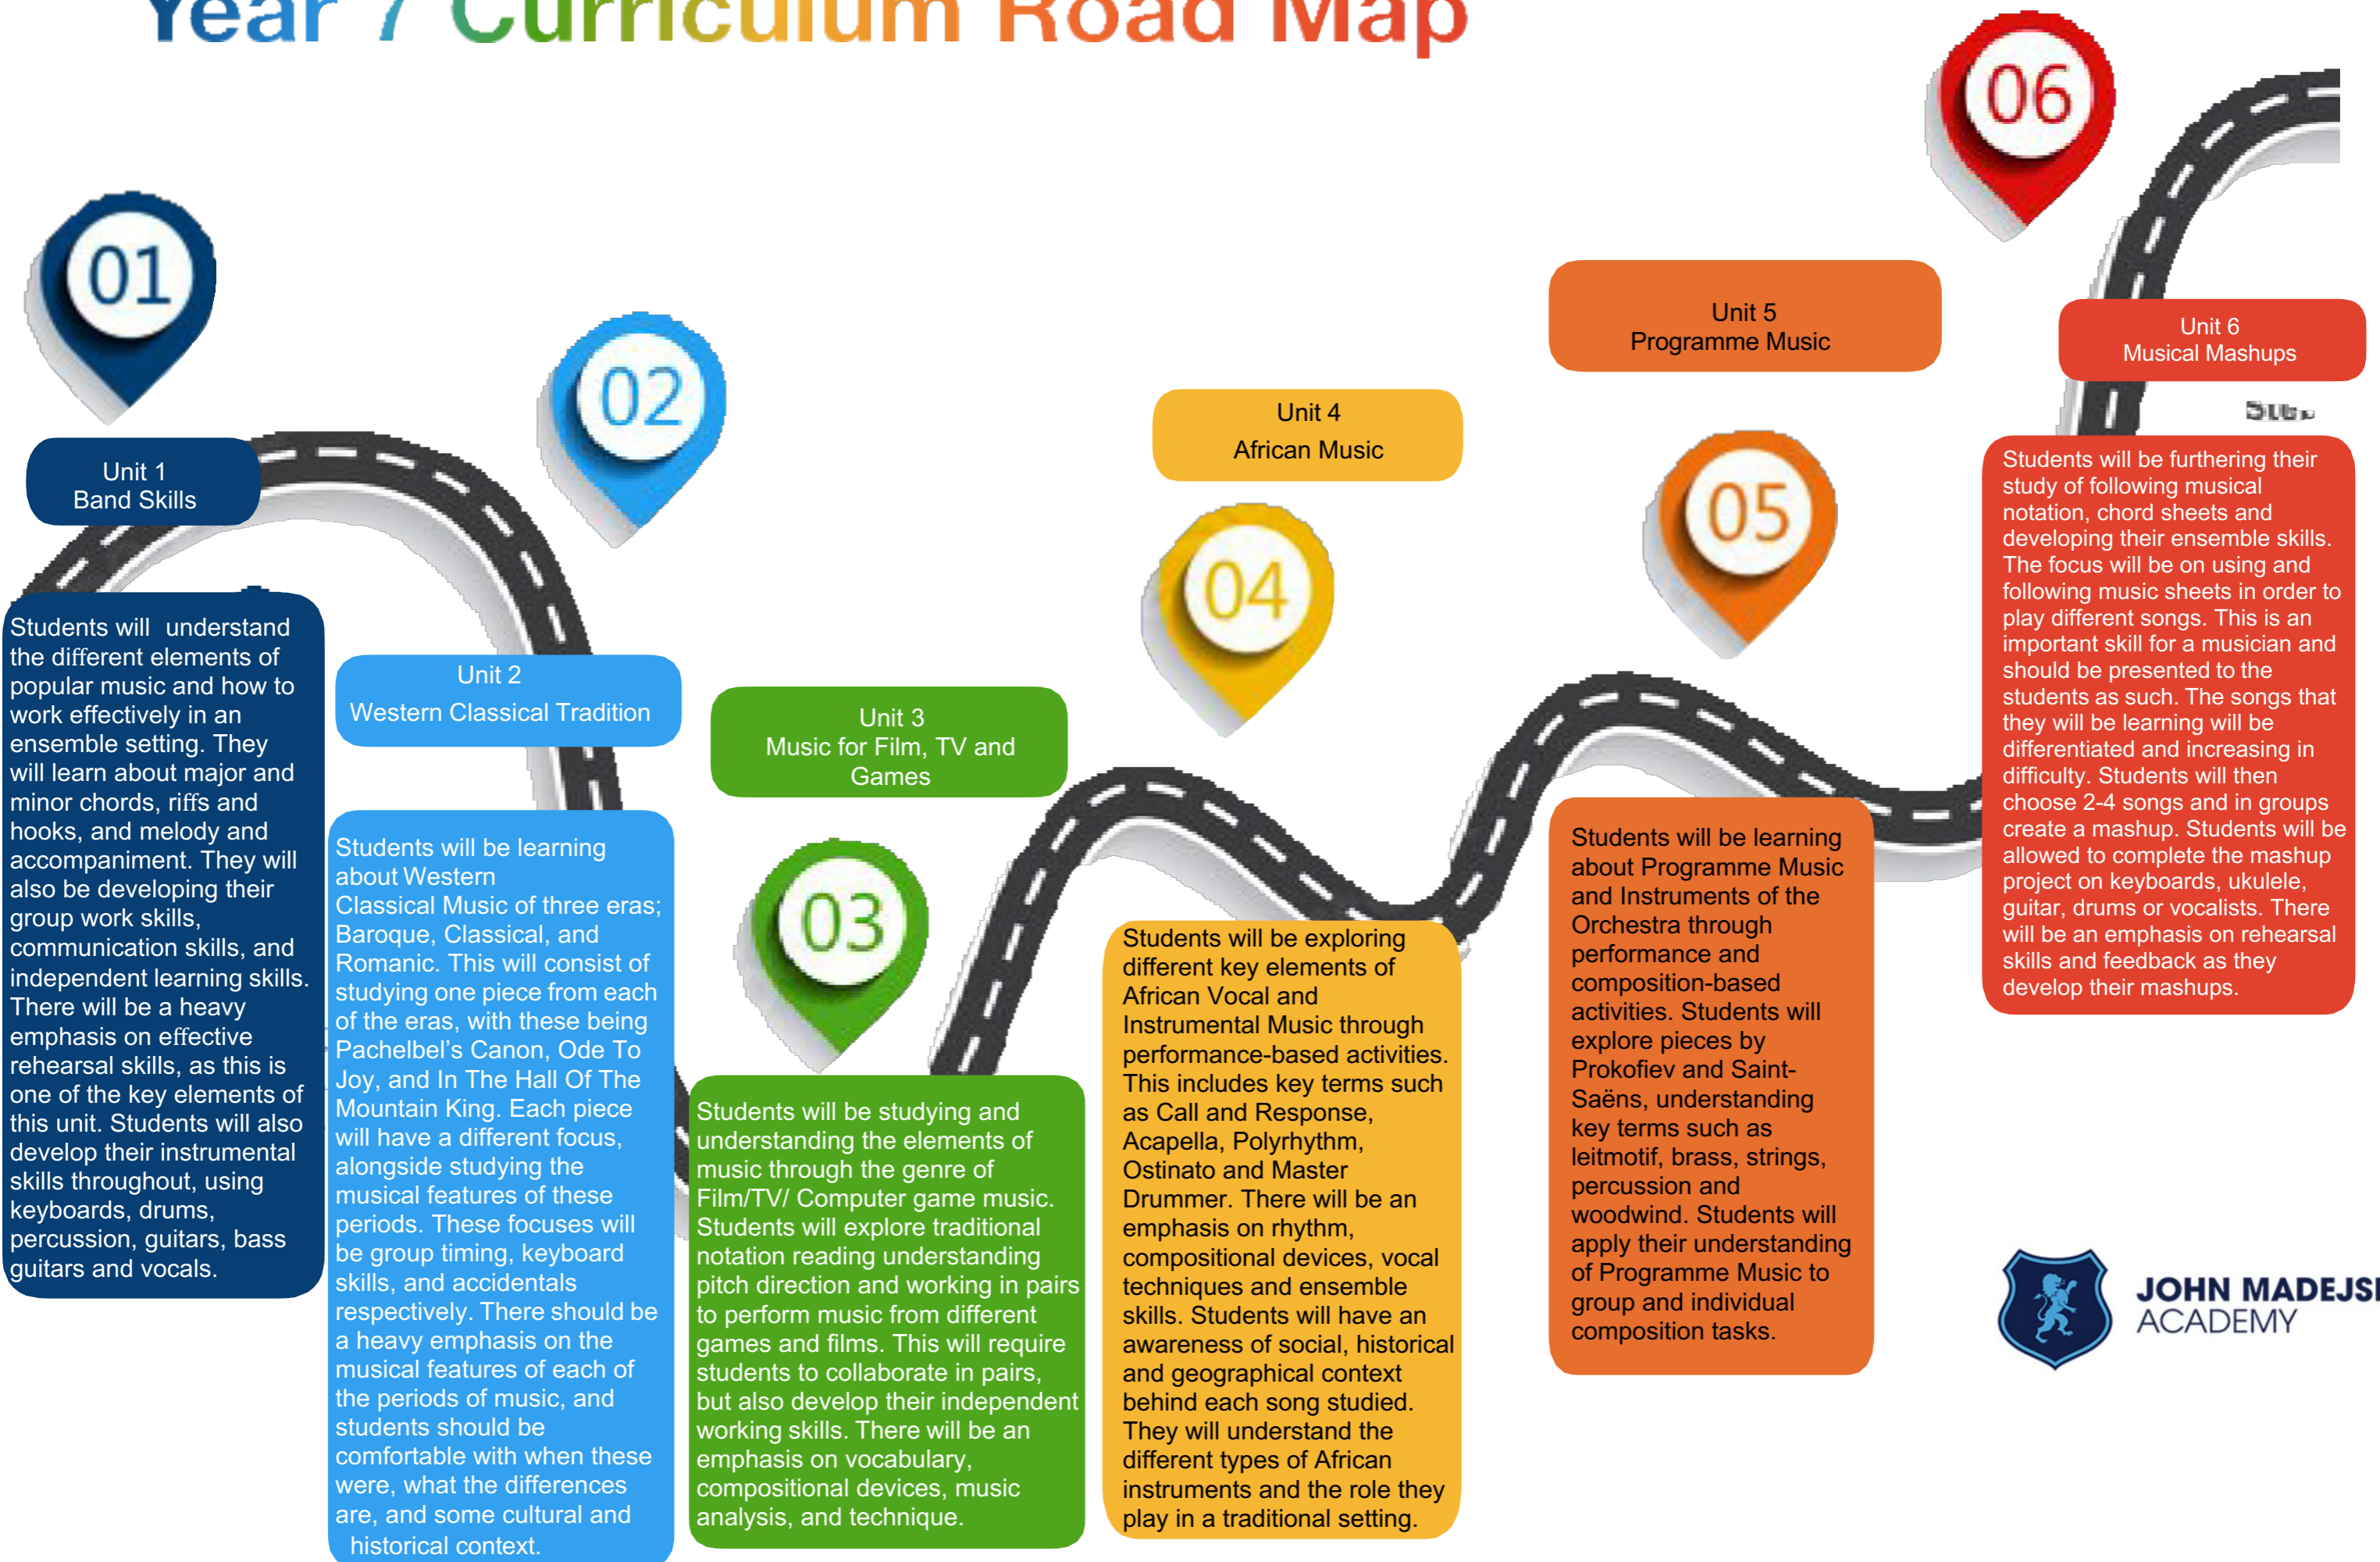 Year 7 Curriculum Road Map
01
Unit 1
Band Skills
Students will understand
the different elements of
popular music and how to
work effectively in an
ensemble setting. They
will learn about major and
minor chords, riffs and
hooks, and melody and
accompaniment. They will
also be developing their
group work skills,
communication skills, and
independent learning skills.
There will be a heavy
emphasis on effective
rehearsal skills, as this is
one of the key elements of
this unit. Students will also
develop their instrumental
skills throughout, using
keyboards, drums,
percussion, guitars, bass
guitars and vocals.
02
Unit 2
Western Classical Tradition
Students will be learning
about Western
Classical Music of three eras;
Baroque, Classical, and
Romanic. This will consist of
studying one piece from each
of the eras, with these being
Pachelbel's Canon, Ode To
Joy, and In The Hall Of The
Mountain King. Each piece
will have a different focus,
alongside studying the
musical features of these
periods. These focuses will
be group timing, keyboard
skills, and accidentals
respectively. There should be
a heavy emphasis on the
musical features of each of
the periods of music, and
students should be
comfortable with when these
were, what the differences
are, and some cultural and
historical context.
Unit 3
Music for Film, TV and
Games
03
Students will be studying and
understanding the elements of
music through the genre of
Film/TV/ Computer game music.
Students will explore traditional
notation reading understanding
pitch direction and working in pairs
to perform music from different
games and films. This will require
students to collaborate in pairs,
but also develop their independent
working skills. There will be an
emphasis on vocabulary,
compositional devices, music
analysis, and technique.
Unit 4
African Music
04
Students will be exploring
different key elements of
African Vocal and
Instrumental Music through
performance-based activities.
This includes key terms such
as Call and Response,
Acapella, Polyrhythm,
Ostinato and Master
Drummer. There will be an
emphasis on rhythm,
compositional devices, vocal
techniques and ensemble
skills. Students will have an
awareness of social, historical
and geographical context
behind each song studied.
They will understand the
different types of African
instruments and the role they
play in a traditional setting.
Unit 5
Programme Music
05
Students will be learning
about Programme Music
and Instruments of the
Orchestra through
performance and
composition-based
activities. Students will
explore pieces by
Prokofiev and Saint-
Saëns, understanding
key terms such as
leitmotif, brass, strings,
percussion and
woodwind. Students will
apply their understanding
of Programme Music to
group and individual
composition tasks.
06
Unit 6
Musical Mashups
Students will be furthering their
study of following musical
notation, chord sheets and
developing their ensemble skills.
The focus will be on using and
following music sheets in order to
play different songs. This is an
important skill for a musician and
should be presented to the
students as such. The songs that
they will be learning will be
differentiated and increasing in
difficulty. Students will then
choose 2-4 songs and in groups
create a mashup. Students will be
allowed to complete the mashup
project on keyboards, ukulele,
guitar, drums or vocalists. There
will be an emphasis on rehearsal
skills and feedback as they
develop their mashups.
JOHN MADEJSK
ACADEMY